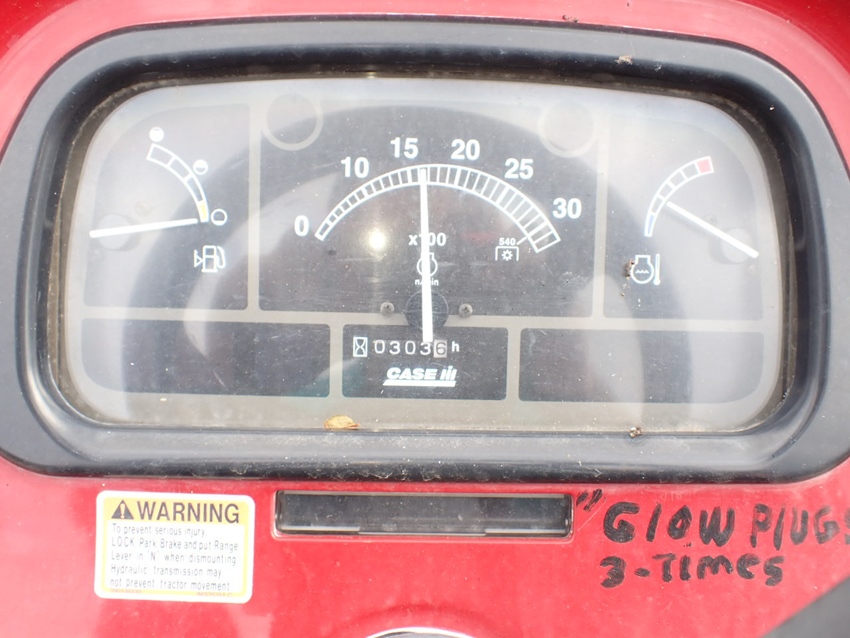 0 10 15 20 25 30
x100
540
03036 h
CASE IH
WARNING
To prevent serious injury,
LOCK Park Brake and put Range
Lever in "N" when dismounting
Hydraulic transmission may
not prevent tractor movement.
"GLOW PLUGS
3-TIMES